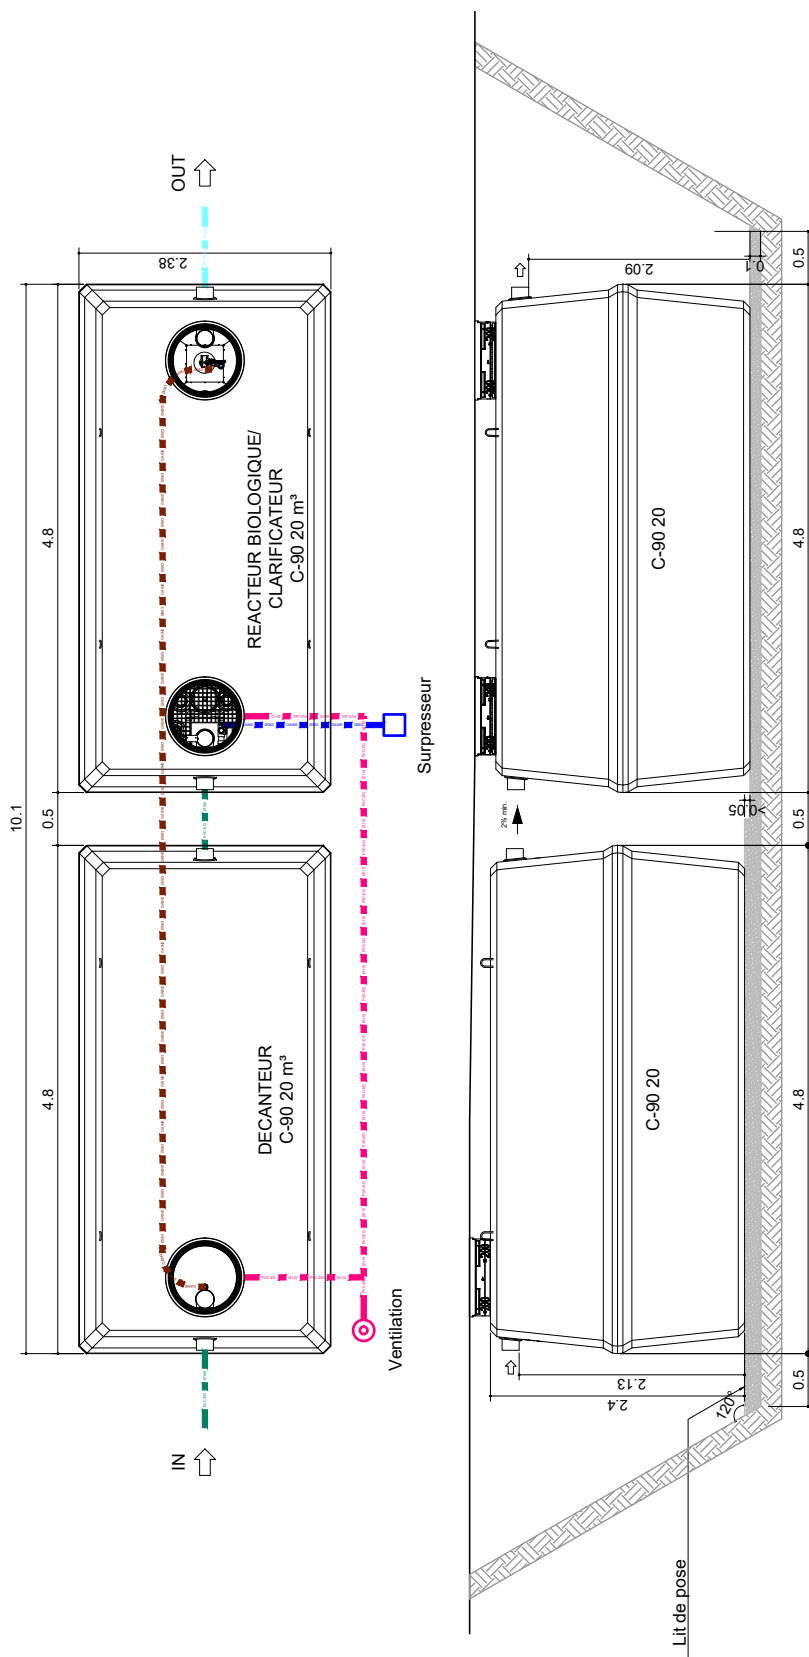 IN
OUT
10.1
4.8
0.5
4.8
2.38
DECANTEUR
C-90 20 m³
REACTEUR BIOLOGIQUE/
CLARIFICATEUR
C-90 20 m³
Ventilation
Surpresseur
2% min.
C-90 20
C-90 20
2.13
2.4
2.09
0.1
>0.05
120°
Lit de pose
0.5
4.8
0.5
4.8
0.5